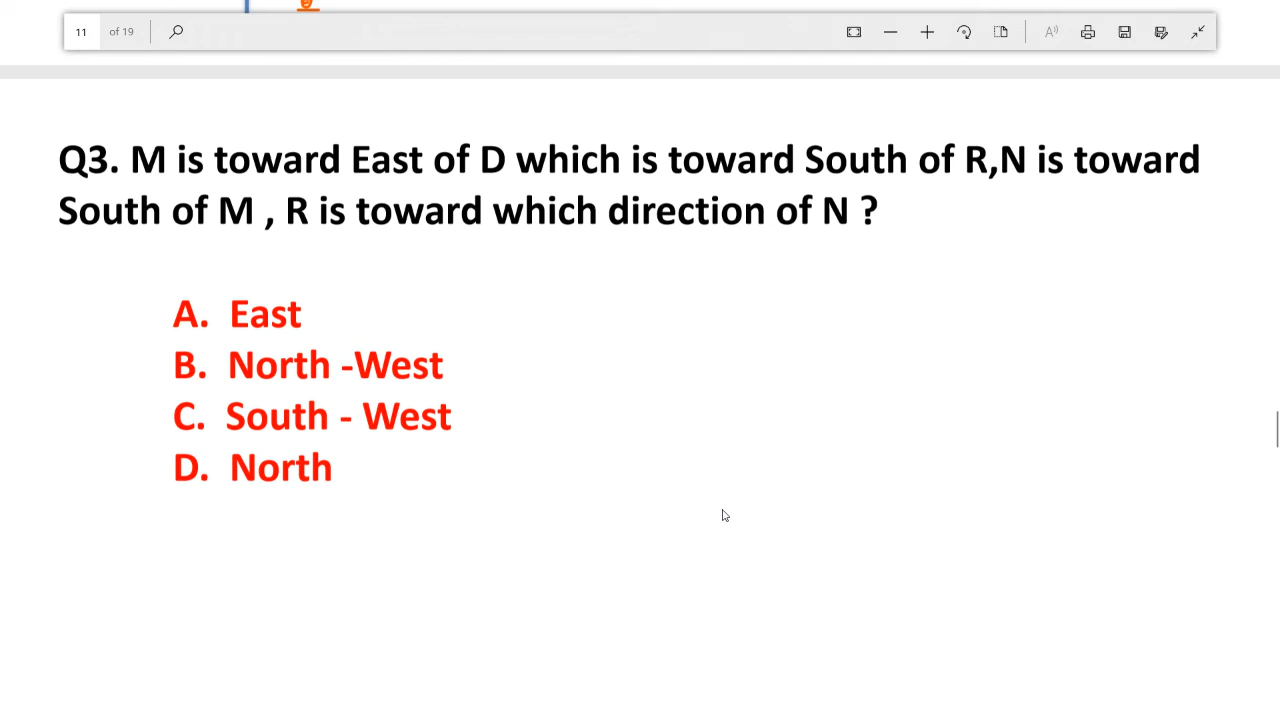 11 of 19
Q3. M is toward East of D which is toward South of R,N is toward
South of M , R is toward which direction of N ?
A. East
B. North -West
C. South - West
D. North